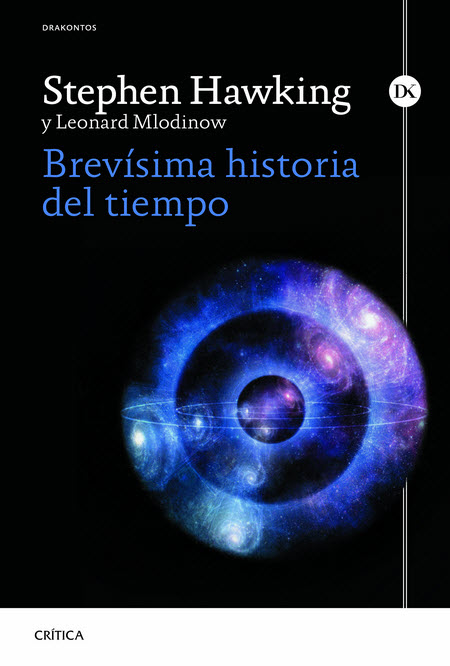 DRAKONTOS
Stephen Hawking
DK
y Leonard Mlodinow
Brevísima historia
del tiempo
CRÍTICA